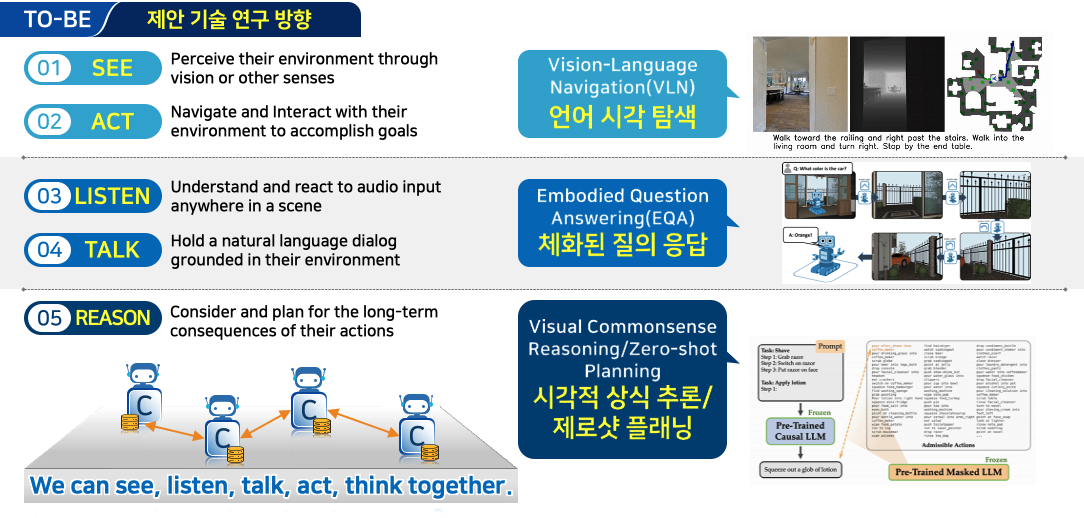 TO-BE
제안 기술 연구 방향
01 SEE
Perceive their environment through
vision or other senses
02 ACT
Navigate and Interact with their
environment to accomplish goals
Vision-Language
Navigation(VLN)
언어 시각 탐색
Walk toward the railing and right past the stairs. Walk into the
living room and turn right. Stop by the end table.
03 LISTEN
Understand and react to audio input
anywhere in a scene
04 TALK
Hold a natural language dialog
grounded in their environment
Embodied Question
Answering(EQA)
체화된 질의 응답
Q: What color is the car?
A: Orange?
05 REASON
Consider and plan for the long-term
consequences of their actions
C
C
C
C
We can see, listen, talk, act, think together.
Visual Commonsense
Reasoning/Zero-shot
Planning
시각적 상식 추론/
제로샷 플래닝
Prompt
Task: Shave
Step 1: Grab razor
Step 2: Switch on razor
Step 3: Put razor on face
Task: Apply lotion
Step 1:
Frozen
Pre-Trained
Causal LLM
Squeeze out a glob of lotion
Admissible Actions
Frozen
Pre-Trained Masked LLM